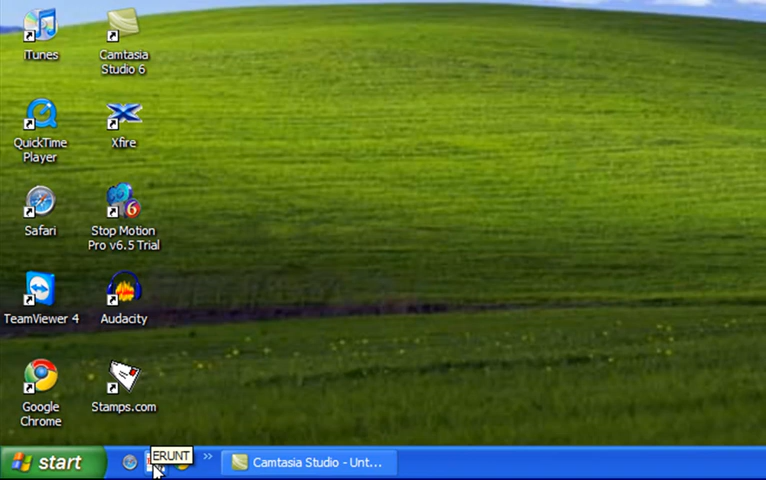 iTunes
Camtasia
Studio 6
QuickTime
Player
Xfire
Safari
Stop Motion
Pro v6.5 Trial
TeamViewer 4
Audacity
Google
Chrome
Stamps.com
start
ERUNT
Camtasia Studio - Unt...